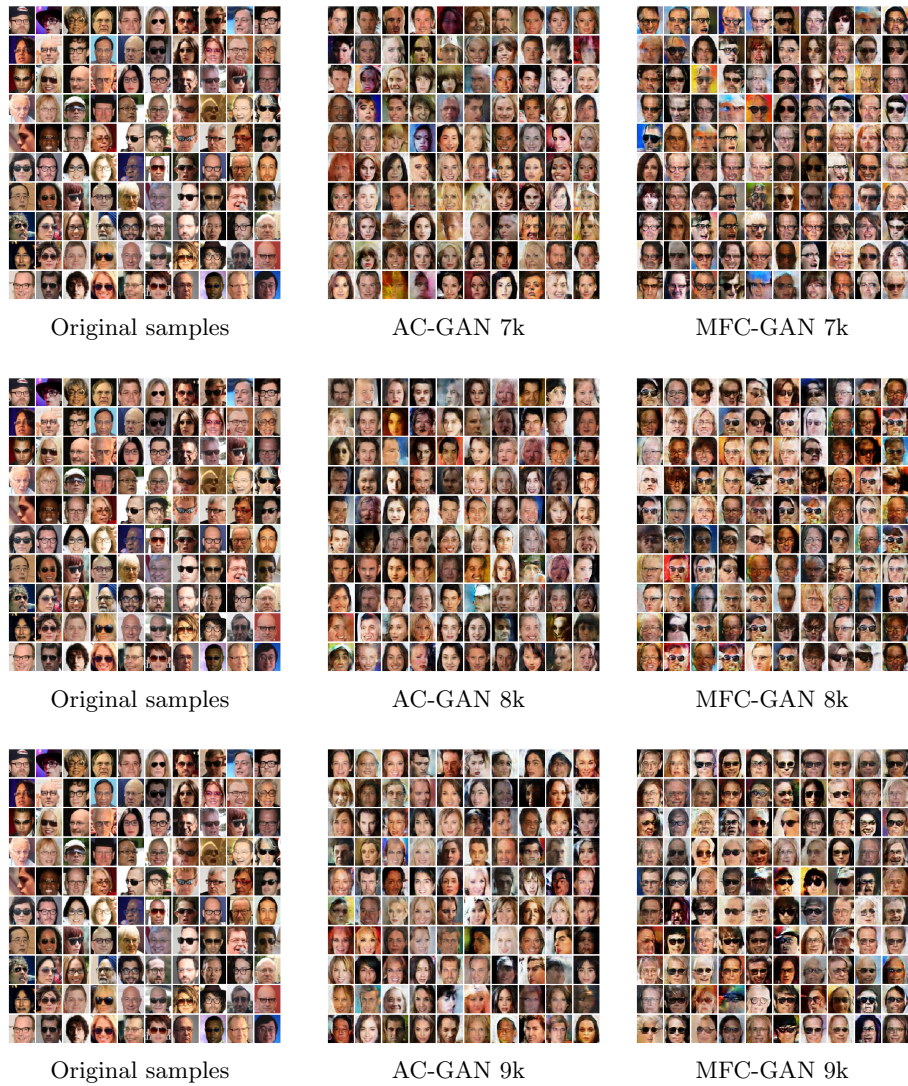 Original samples
AC-GAN 7k
MFC-GAN 7k
Original samples
AC-GAN 8k
MFC-GAN 8k
Original samples
AC-GAN 9k
MFC-GAN 9k